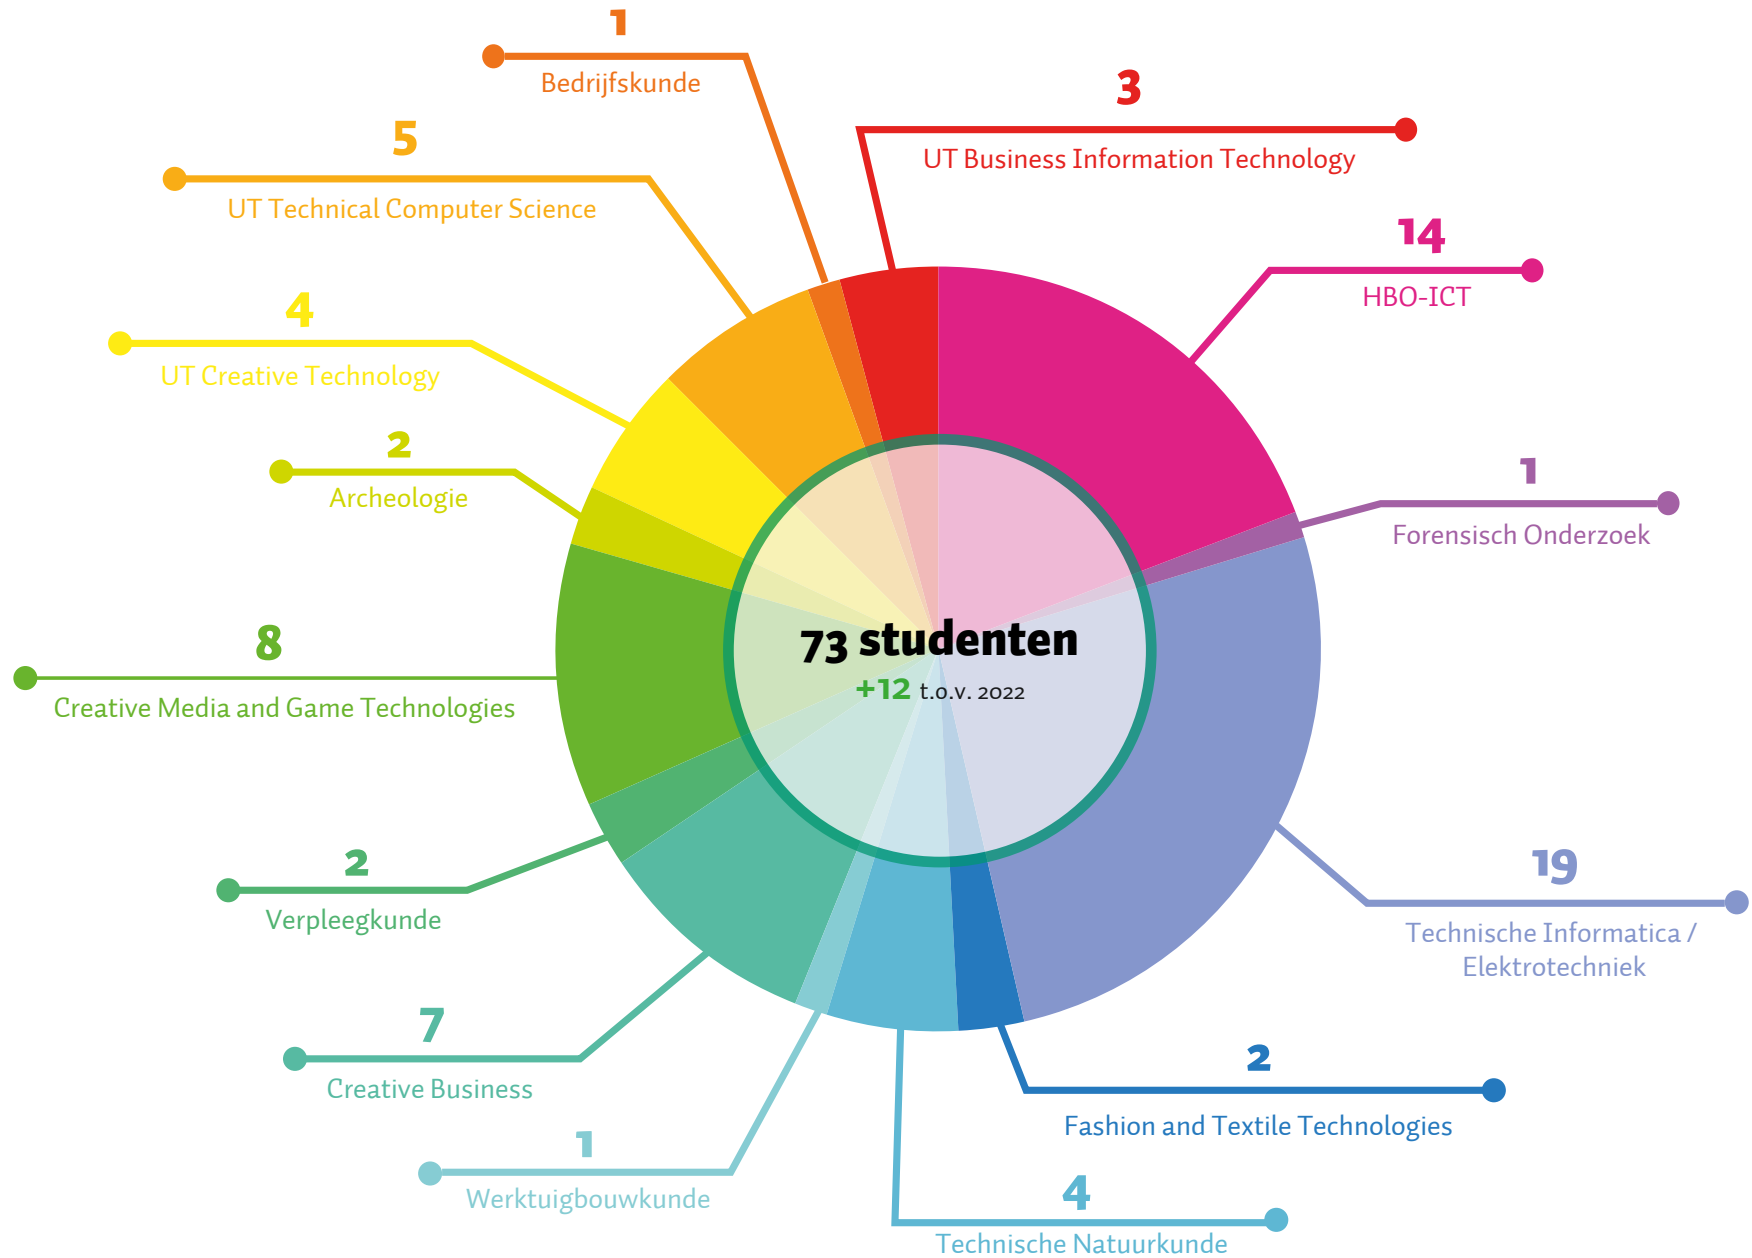 1
Bedrijfskunde
3
UT Business Information Technology
5
UT Technical Computer Science
14
HBO-ICT
4
UT Creative Technology
2
Archeologie
1
Forensisch Onderzoek
73 studenten
+12 t.o.v. 2022
8
Creative Media and Game Technologies
2
Verpleegkunde
19
Technische Informatica /
Elektrotechniek
7
Creative Business
2
Fashion and Textile Technologies
1
Werktuigbouwkunde
4
Technische Natuurkunde